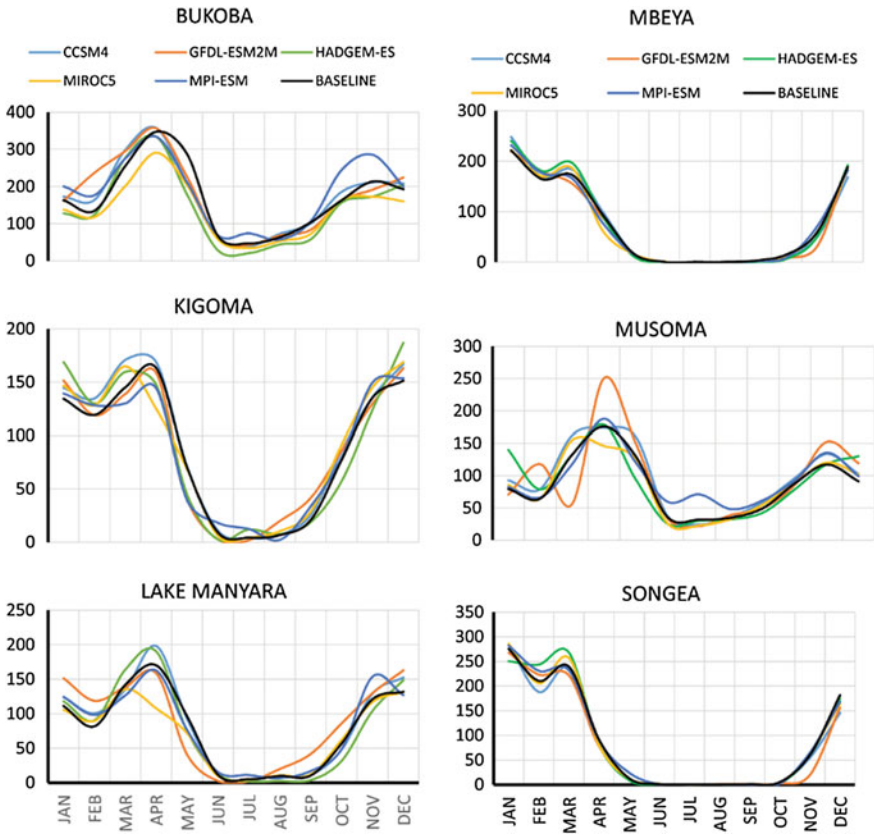 BUKOBA
CCSM4 GFDL-ESM2M HADGEM-ES
MIROC5 MPI-ESM BASELINE
400
300
200
100
0
MBEYA
CCSM4 GFDL-ESM2M HADGEM-ES
MIROC5 MPI-ESM BASELINE
300
200
100
0
KIGOMA
200
150
100
50
0
MUSOMA
300
250
200
150
100
50
0
LAKE MANYARA
250
200
150
100
50
0
JAN FEB MAR APR MAY JUN JUL AUG SEP OCT NOV DEC
SONGEA
350
300
250
200
150
100
50
0
JAN FEB MAR APR MAY JUN JUL AUG SEP OCT NOV DEC